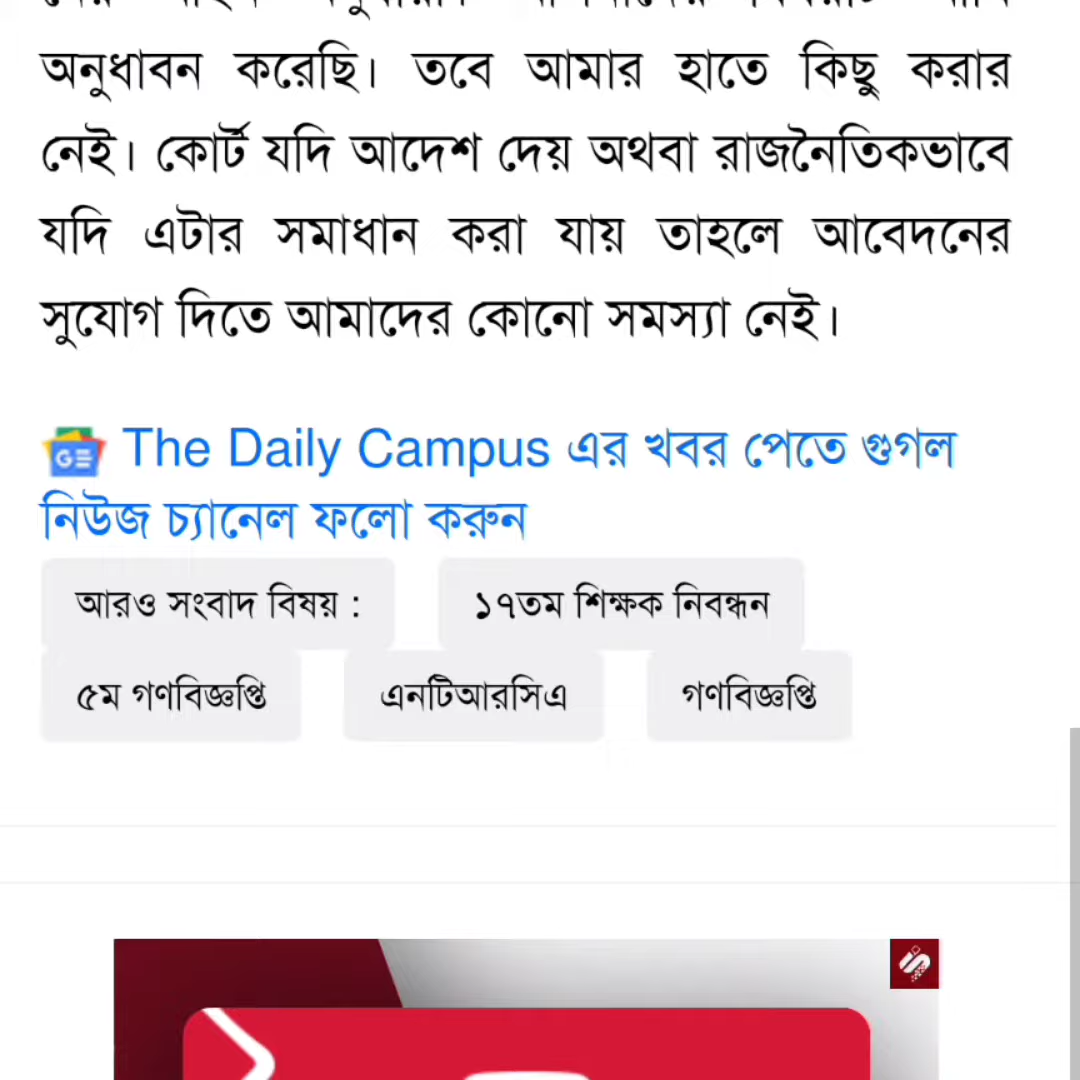 অনুধাবন করেছি। তবে আমার হাতে কিছু করার
নেই। কোর্ট যদি আদেশ দেয় অথবা রাজনৈতিকভাবে
যদি এটার সমাধান করা যায় তাহলে আবেদনের
সুযোগ দিতে আমাদের কোনো সমস্যা নেই।
GE The Daily Campus এর খবর পেতে গুগল
নিউজ চ্যানেল ফলো করুন
আরও সংবাদ বিষয় : ১৭তম শিক্ষক নিবন্ধন
৫ম গণবিজ্ঞপ্তি এনটিআরসিএ গণবিজ্ঞপ্তি